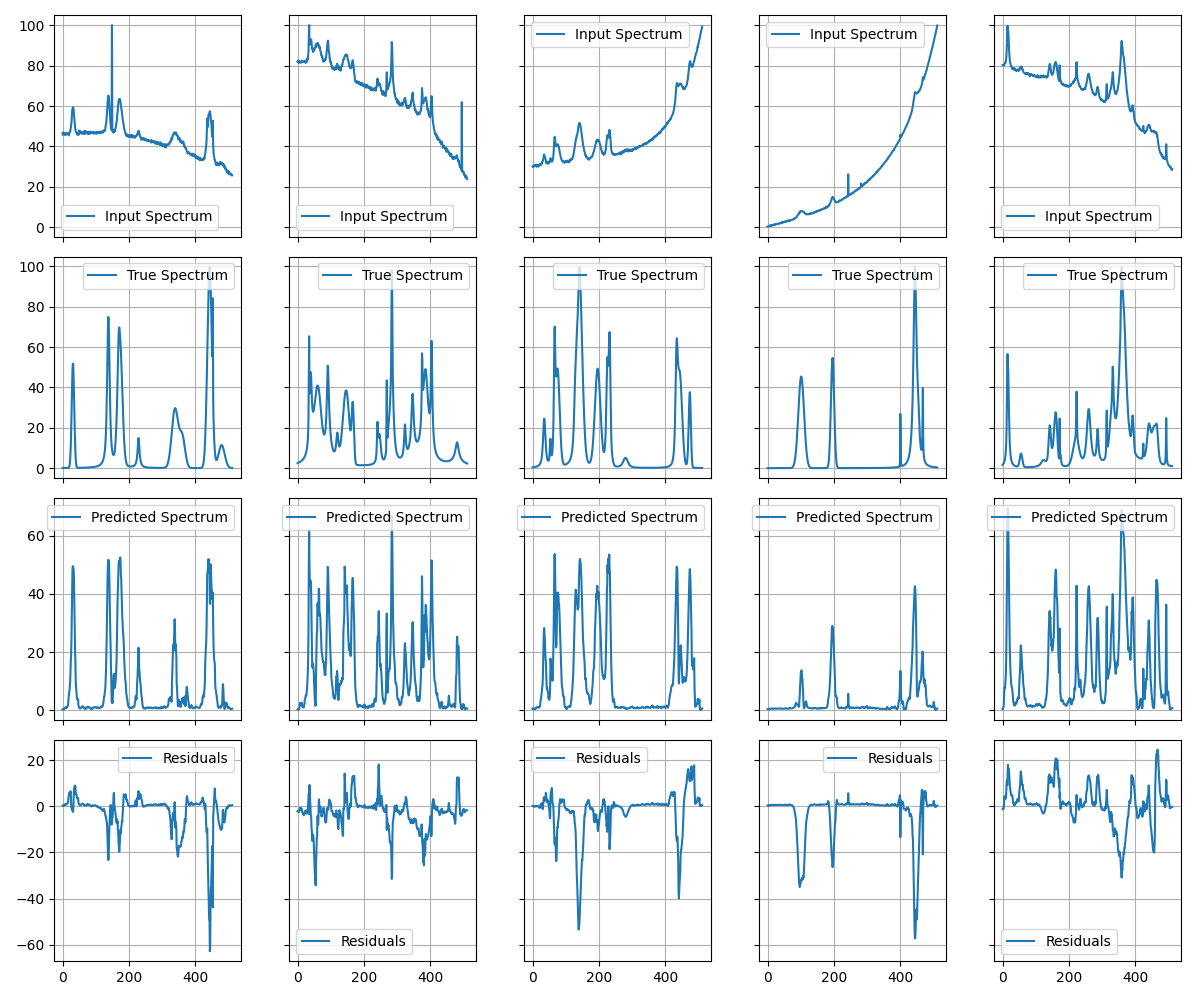 100
80
60
40
20
0
Input Spectrum
Input Spectrum
Input Spectrum
Input Spectrum
Input Spectrum
100
80
60
40
20
0
True Spectrum
True Spectrum
True Spectrum
True Spectrum
True Spectrum
60
40
20
0
Predicted Spectrum
Predicted Spectrum
Predicted Spectrum
Predicted Spectrum
Predicted Spectrum
20
0
−20
−40
−60
Residuals
Residuals
Residuals
Residuals
Residuals
0 200 400
0 200 400
0 200 400
0 200 400
0 200 400